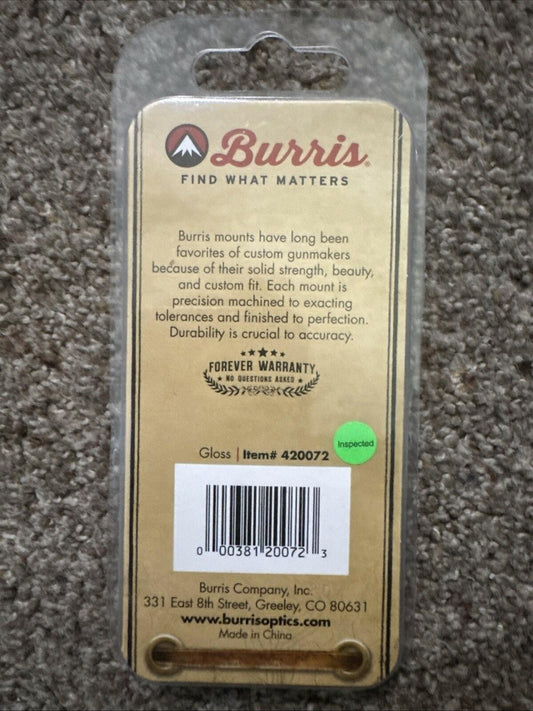 Burris®
FIND WHAT MATTERS
Burris mounts have long been
favorites of custom gunmakers
because of their solid strength, beauty,
and custom fit. Each mount is
precision machined to exacting
tolerances and finished to perfection.
Durability is crucial to accuracy.
FOREVER WARRANTY
NO QUESTIONS ASKED
Inspected
Gloss | Item# 420072
0 00381 20072 3
Burris Company, Inc.
331 East 8th Street, Greeley, CO 80631
www.burrisoptics.com
Made in China